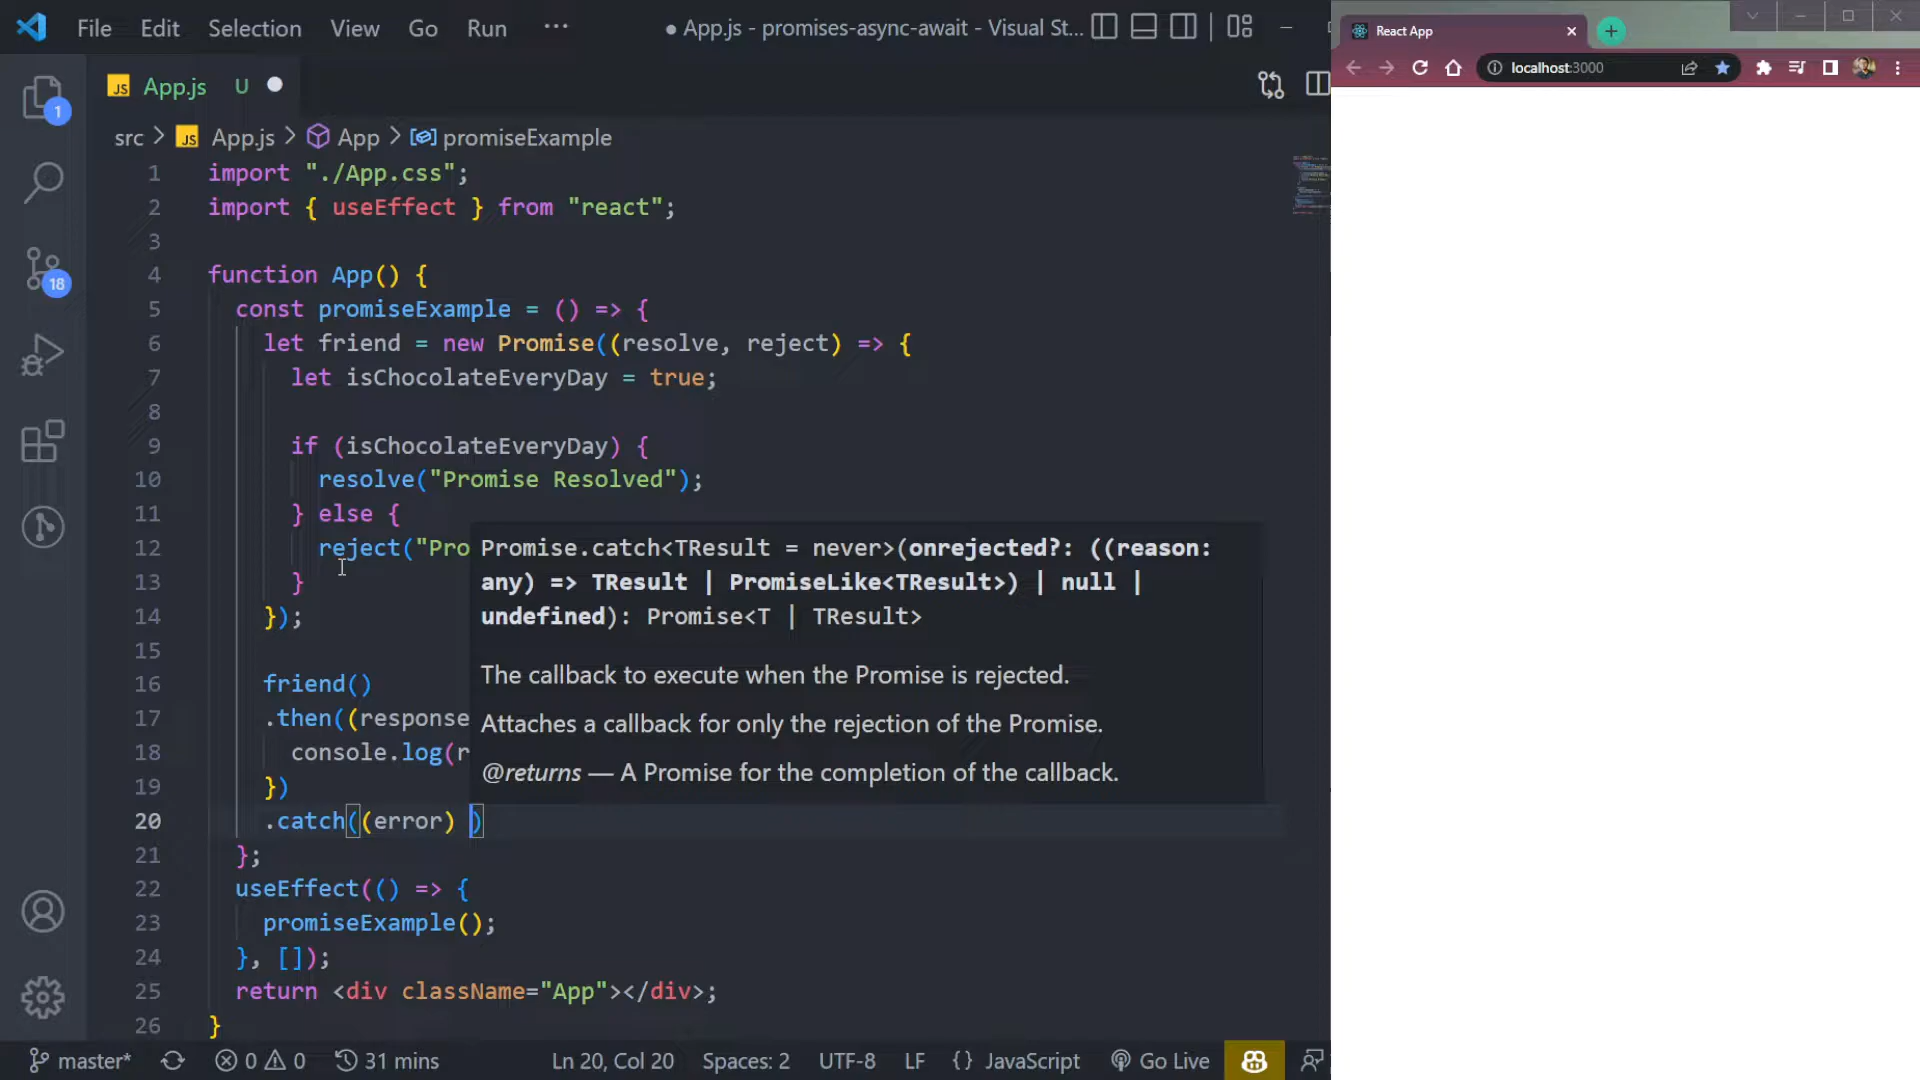 File Edit Selection View Go Run ··· ● App.js - promises-async-await - Visual St...
JS App.js U ●
src > JS App.js > App > promiseExample
1 import "./App.css";
2 import { useEffect } from "react";
3
4 function App() {
5 const promiseExample = () => {
6 let friend = new Promise((resolve, reject) => {
7 let isChocolateEveryDay = true;
8
9 if (isChocolateEveryDay) {
10 resolve("Promise Resolved");
11 } else {
12 reject("Pro
13 }
14 });
15
16 friend()
17 .then((response
18 console.log(r
19 })
20 .catch((error) )
21 };
22 useEffect(() => {
23 promiseExample();
24 }, []);
25 return <div className="App"></div>;
26 }
Promise.catch<TResult = never>(onrejected?: ((reason:
any) => TResult | PromiseLike<TResult>) | null |
undefined): Promise<T | TResult>
The callback to execute when the Promise is rejected.
Attaches a callback for only the rejection of the Promise.
@returns — A Promise for the completion of the callback.
1
18
master* 0 0 31 mins Ln 20, Col 20 Spaces: 2 UTF-8 LF {} JavaScript Go Live
React App
localhost:3000